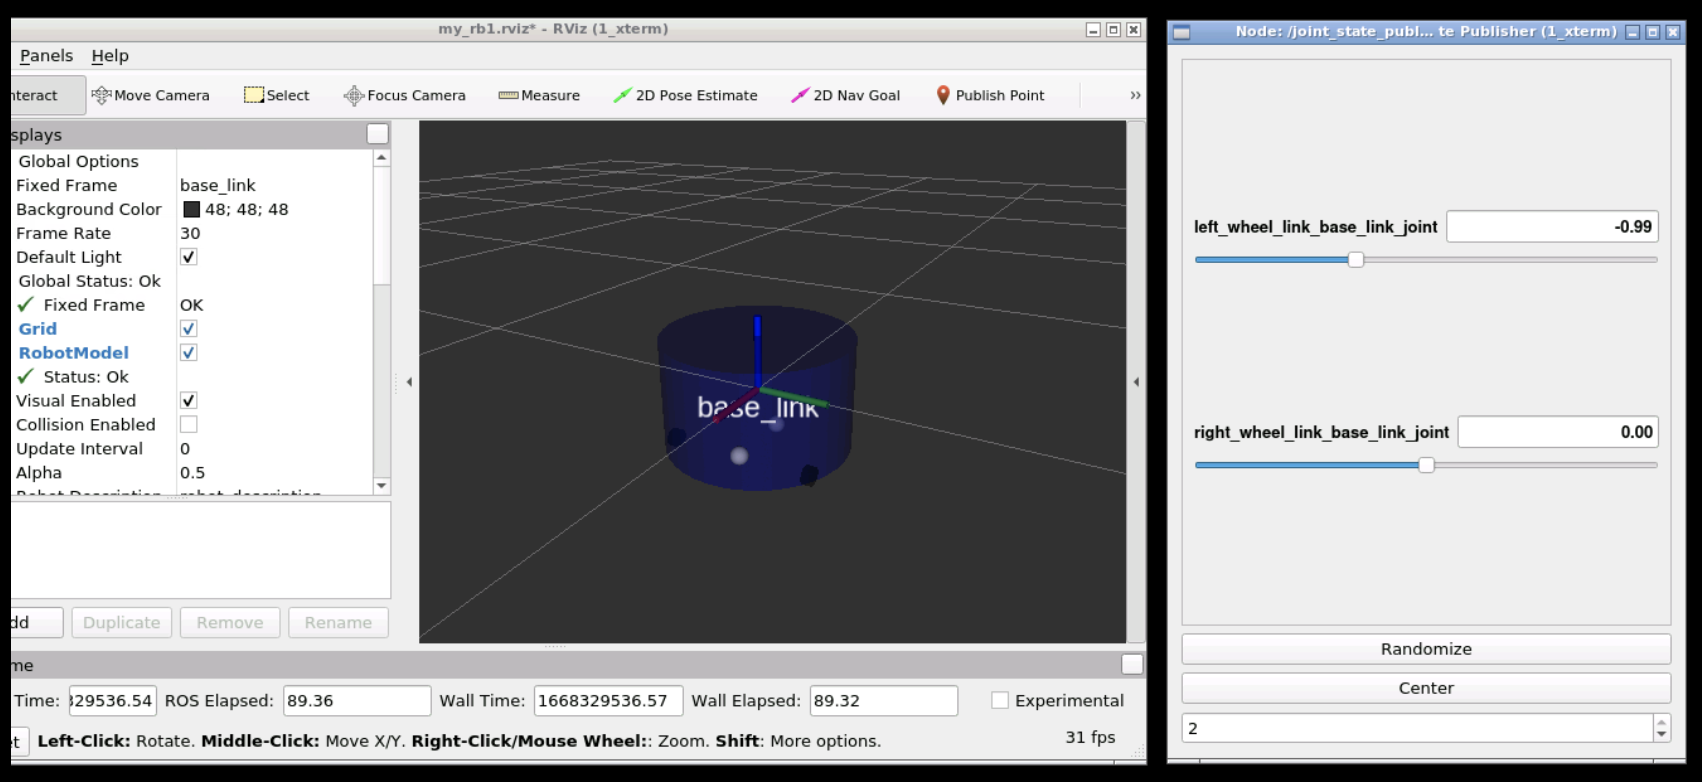 my_rb1.rviz* - RViz (1_xterm)
Panels Help
nteract Move Camera Select Focus Camera Measure 2D Pose Estimate 2D Nav Goal Publish Point »
splays
Global Options
Fixed Frame base_link
Background Color 48; 48; 48
Frame Rate 30
Default Light
Global Status: Ok
Fixed Frame OK
Grid
RobotModel
Status: Ok
Visual Enabled
Collision Enabled
Update Interval 0
Alpha 0.5
Robot Description robot_description
base_link
dd Duplicate Remove Rename
me
Time: 329536.54 ROS Elapsed: 89.36 Wall Time: 1668329536.57 Wall Elapsed: 89.32 Experimental
et Left-Click: Rotate. Middle-Click: Move X/Y. Right-Click/Mouse Wheel:: Zoom. Shift: More options. 31 fps
Node: /joint_state_publ... te Publisher (1_xterm)
left_wheel_link_base_link_joint -0.99
right_wheel_link_base_link_joint 0.00
Randomize
Center
2